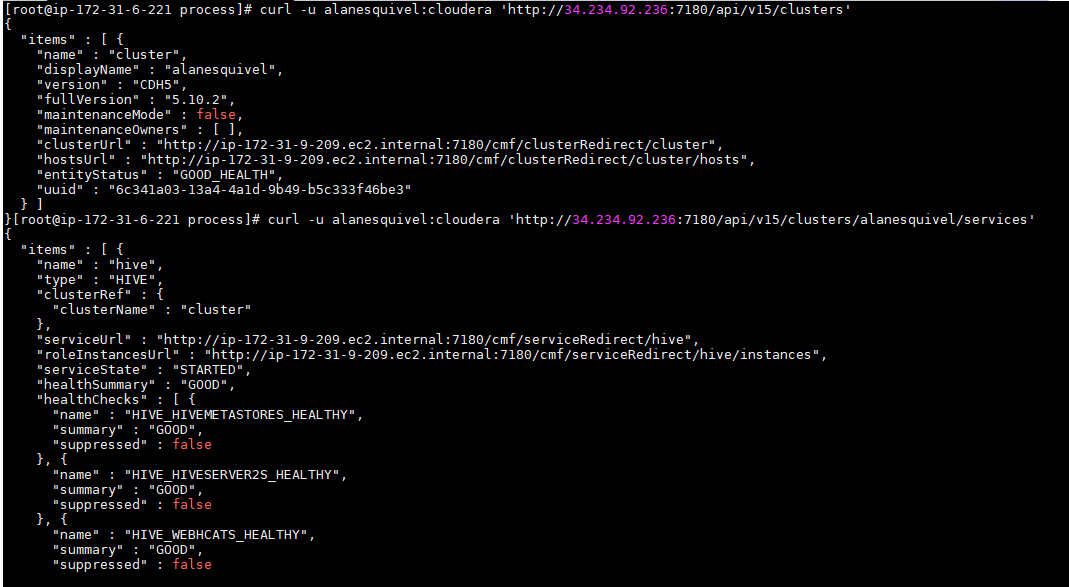 [root@ip-172-31-6-221 process]# curl -u alanesquivel:cloudera 'http://34.234.92.236:7180/api/v15/clusters'
{
  "items" : [ {
    "name" : "cluster",
    "displayName" : "alanesquivel",
    "version" : "CDH5",
    "fullVersion" : "5.10.2",
    "maintenanceMode" : false,
    "maintenanceOwners" : [ ],
    "clusterUrl" : "http://ip-172-31-9-209.ec2.internal:7180/cmf/clusterRedirect/cluster",
    "hostsUrl" : "http://ip-172-31-9-209.ec2.internal:7180/cmf/clusterRedirect/cluster/hosts",
    "entityStatus" : "GOOD_HEALTH",
    "uuid" : "6c341a03-13a4-4a1d-9b49-b5c333f46be3"
  } ]
}[root@ip-172-31-6-221 process]# curl -u alanesquivel:cloudera 'http://34.234.92.236:7180/api/v15/clusters/alanesquivel/services'
{
  "items" : [ {
    "name" : "hive",
    "type" : "HIVE",
    "clusterRef" : {
      "clusterName" : "cluster"
    },
    "serviceUrl" : "http://ip-172-31-9-209.ec2.internal:7180/cmf/serviceRedirect/hive",
    "roleInstancesUrl" : "http://ip-172-31-9-209.ec2.internal:7180/cmf/serviceRedirect/hive/instances",
    "serviceState" : "STARTED",
    "healthSummary" : "GOOD",
    "healthChecks" : [ {
      "name" : "HIVE_HIVEMETASTORES_HEALTHY",
      "summary" : "GOOD",
      "suppressed" : false
    }, {
      "name" : "HIVE_HIVESERVER2S_HEALTHY",
      "summary" : "GOOD",
      "suppressed" : false
    }, {
      "name" : "HIVE_WEBHCATS_HEALTHY",
      "summary" : "GOOD",
      "suppressed" : false